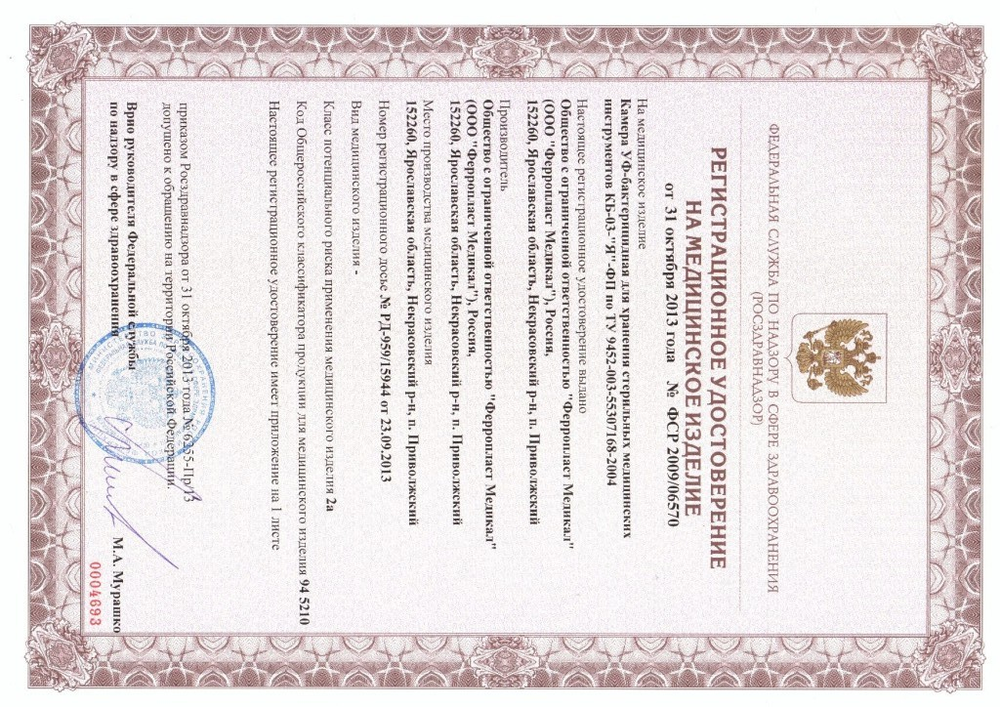 ФЕДЕРАЛЬНАЯ СЛУЖБА ПО НАДЗОРУ В СФЕРЕ ЗДРАВООХРАНЕНИЯ
(РОСЗДРАВНАДЗОР)
РЕГИСТРАЦИОННОЕ УДОСТОВЕРЕНИЕ
НА МЕДИЦИНСКОЕ ИЗДЕЛИЕ
от 31 октября 2013 года № ФСР 2009/06570
На медицинское изделие
Камера УФ-бактерицидная для хранения стерильных медицинских
инструментов КБ-03-"Я"-ФП по ТУ 9452-003-55307168-2004
Настоящее регистрационное удостоверение выдано
Общество с ограниченной ответственностью "Ферропласт Медикал"
(ООО "Ферропласт Медикал"), Россия,
152260, Ярославская область, Некрасовский р-н, п. Приволжский
Производитель
Общество с ограниченной ответственностью "Ферропласт Медикал"
(ООО "Ферропласт Медикал"), Россия,
152260, Ярославская область, Некрасовский р-н, п. Приволжский
Место производства медицинского изделия
152260, Ярославская область, Некрасовский р-н, п. Приволжский
Номер регистрационного досье № РД-959/15944 от 23.09.2013
Вид медицинского изделия -
Класс потенциального риска применения медицинского изделия 2а
Код Общероссийского классификатора продукции для медицинского изделия 94 5210
Настоящее регистрационное удостоверение имеет приложение на 1 листе
приказом Росздравнадзора от 31 октября 2013 года № 6255-Пр/13
допущено к обращению на территории Российской Федерации.
Врио руководителя Федеральной службы
по надзору в сфере здравоохранения
М.А. Мурашко
0004693